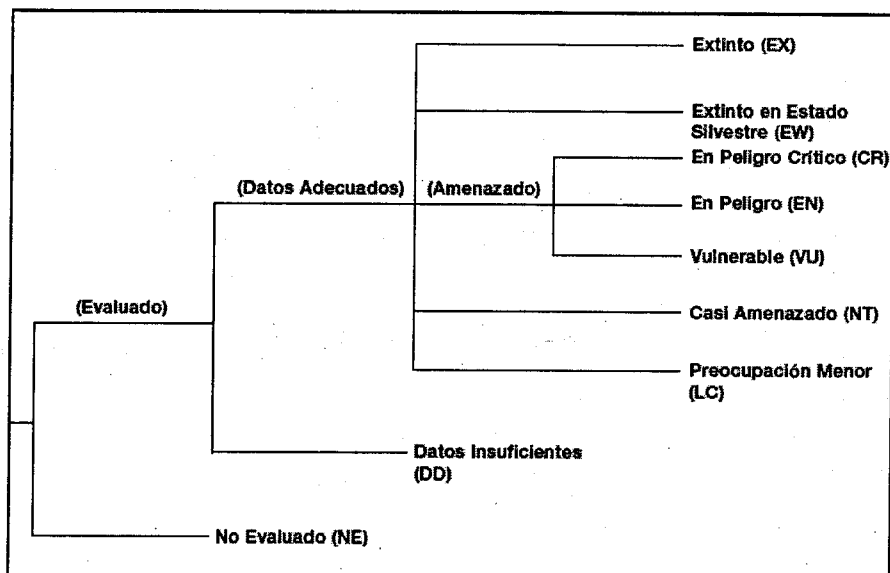 Extinto (EX)
Extinto en Estado
Silvestre (EW)
En Peligro Crítico (CR)
(Datos Adecuados)
(Amenazado)
En Peligro (EN)
Vulnerable (VU)
(Evaluado)
Casi Amenazado (NT)
Preocupación Menor
(LC)
Datos Insuficientes
(DD)
No Evaluado (NE)